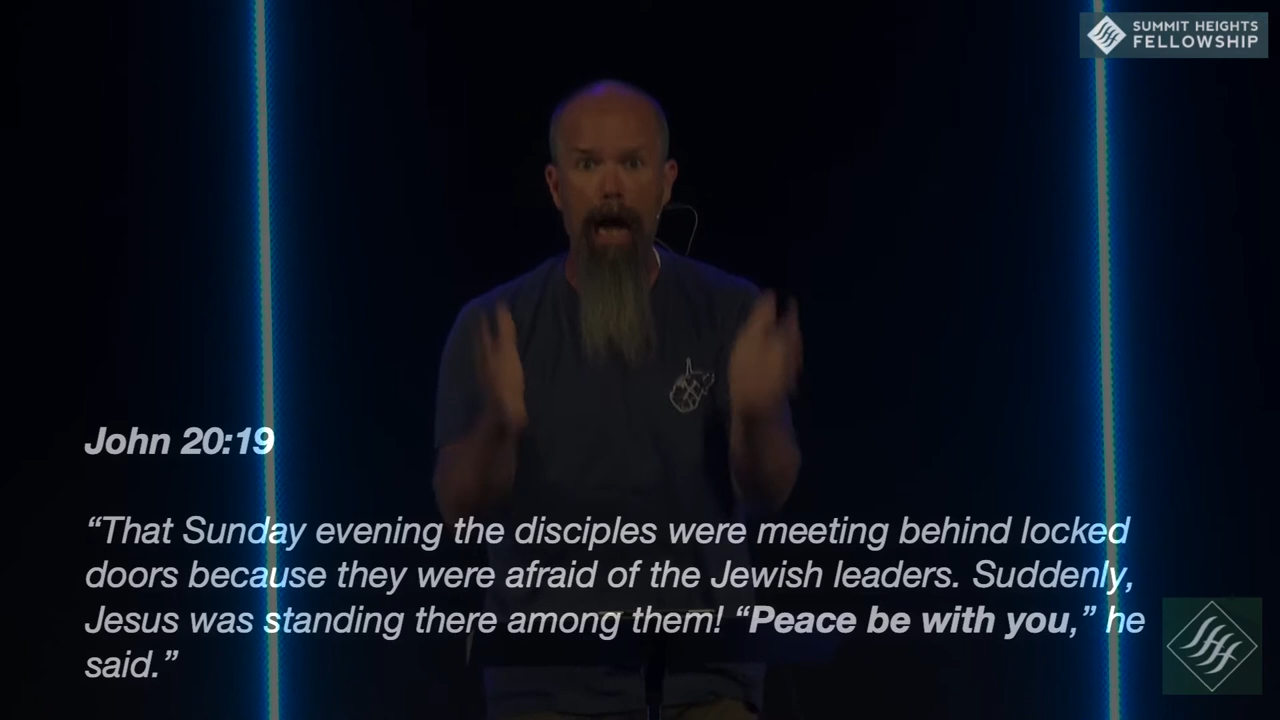 SUMMIT HEIGHTS
FELLOWSHIP
John 20:19
“That Sunday evening the disciples were meeting behind locked
doors because they were afraid of the Jewish leaders. Suddenly,
Jesus was standing there among them! “Peace be with you,” he
said.”